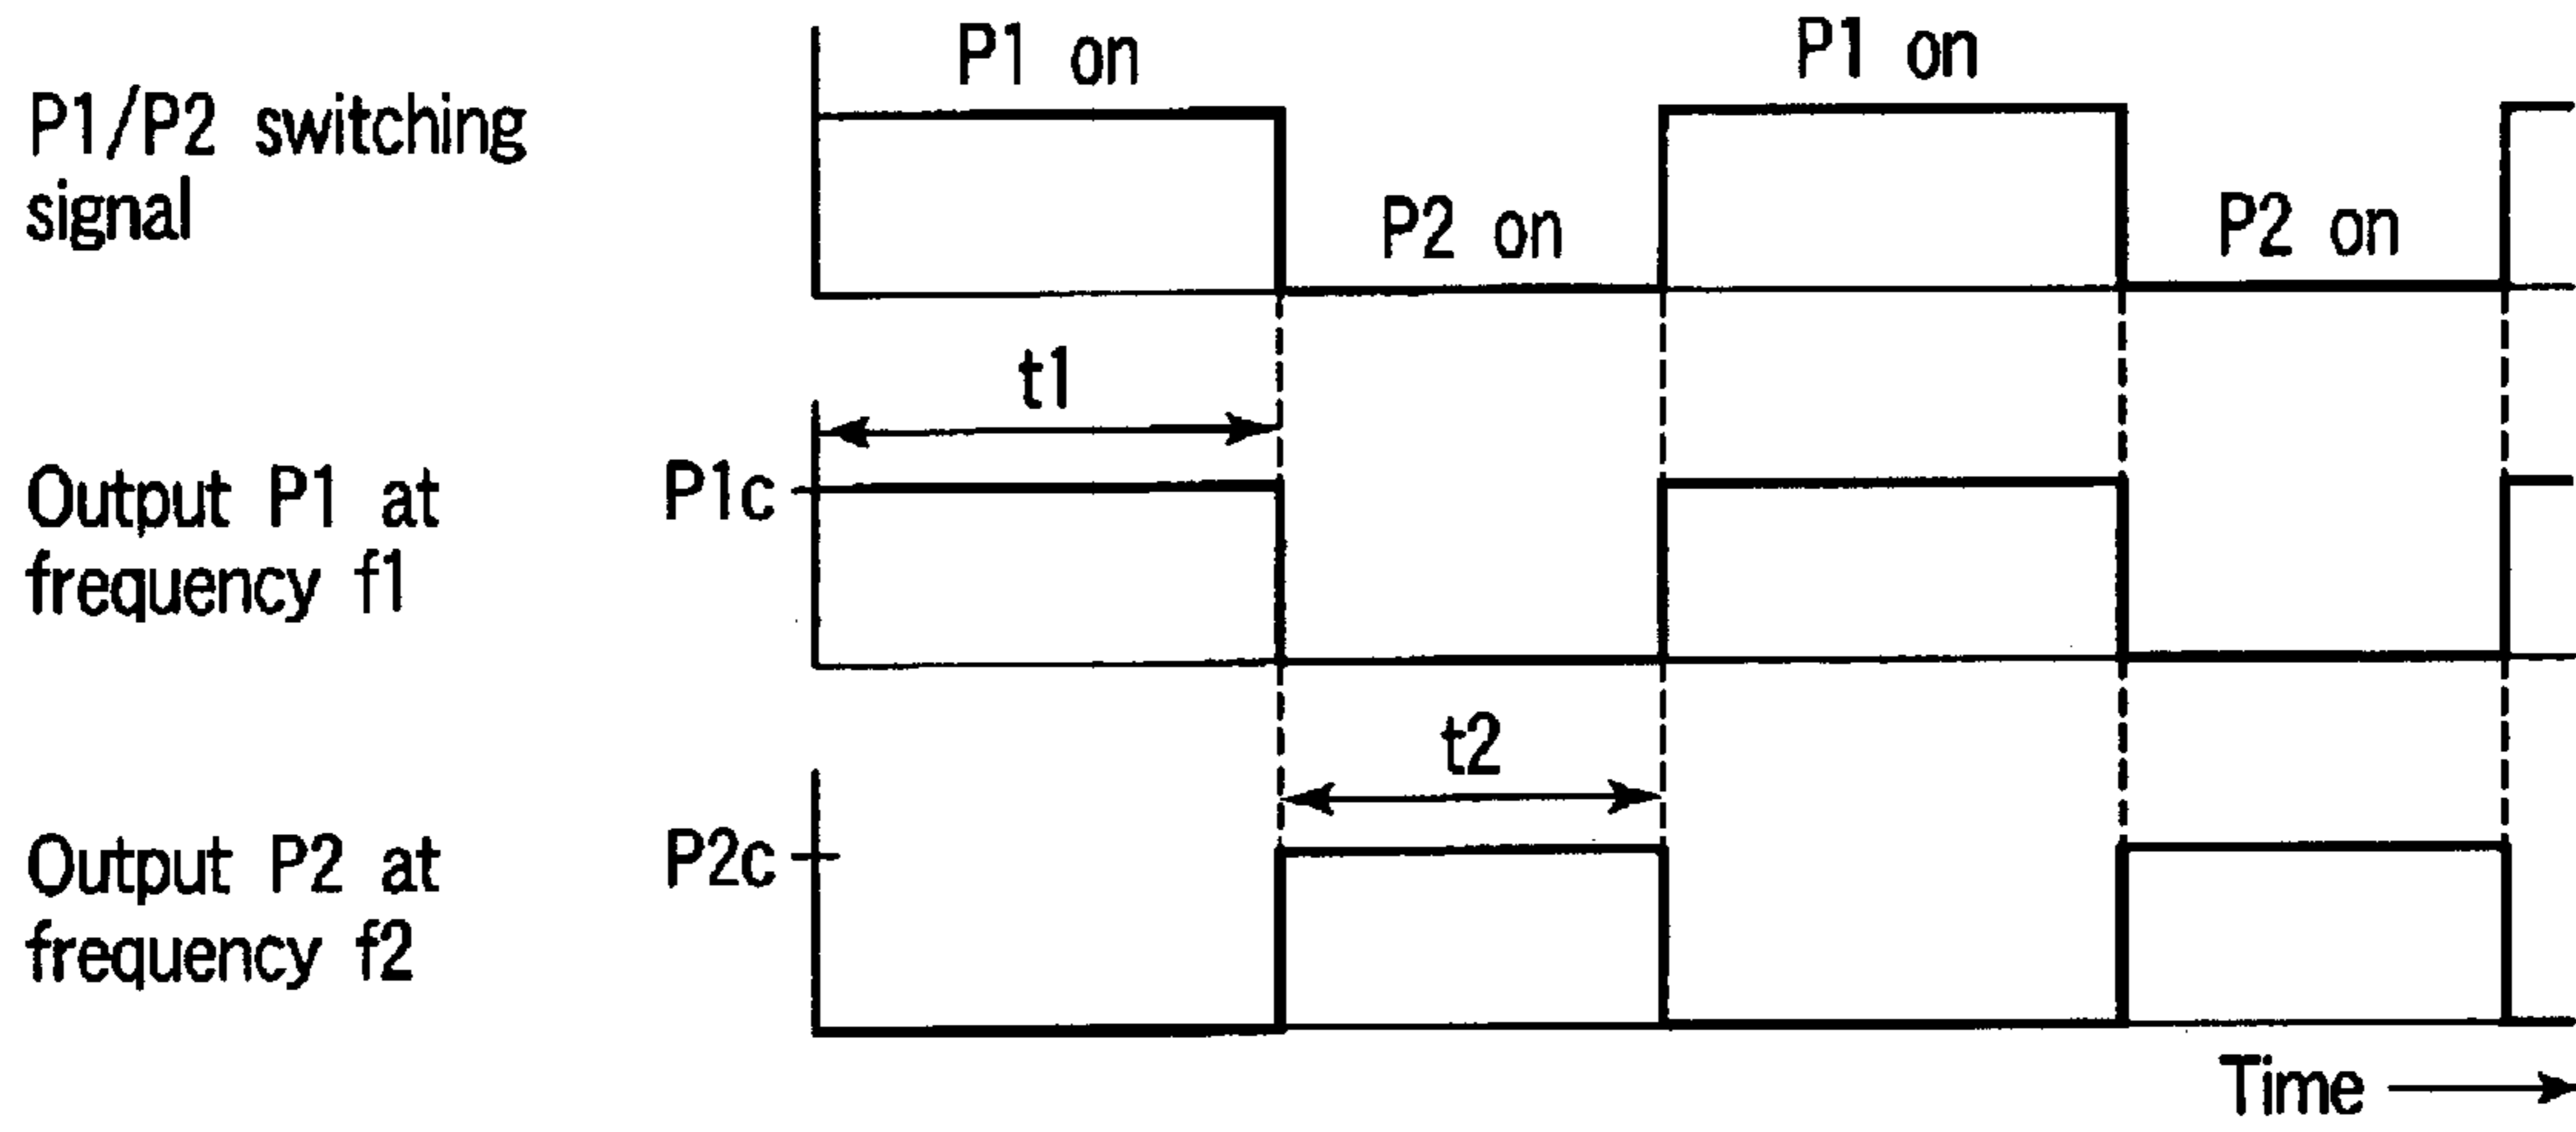 P1 on
P1 on
P1/P2 switching
signal
P2 on
P2 on
t1
P1c
Output P1 at
frequency f1
t2
P2c
Output P2 at
frequency f2
Time